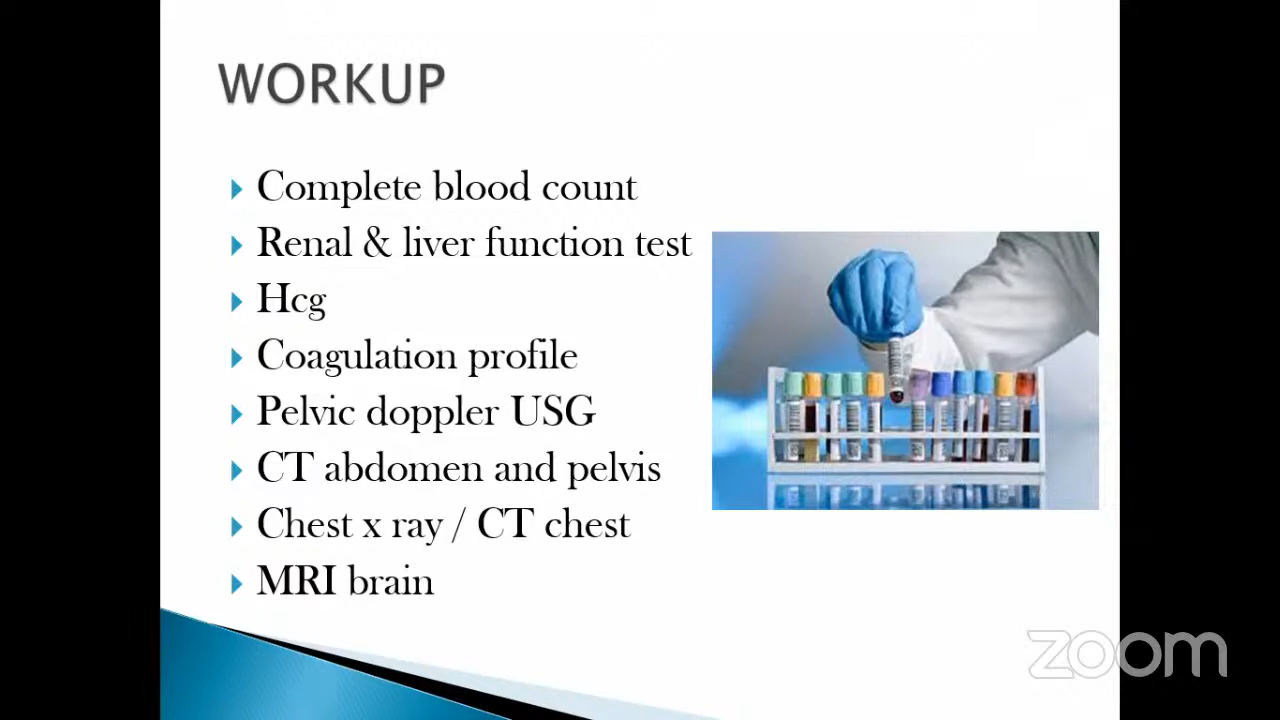 WORKUP
Complete blood count
Renal & liver function test
Hcg
Coagulation profile
Pelvic doppler USG
CT abdomen and pelvis
Chest x ray / CT chest
MRI brain
zoom